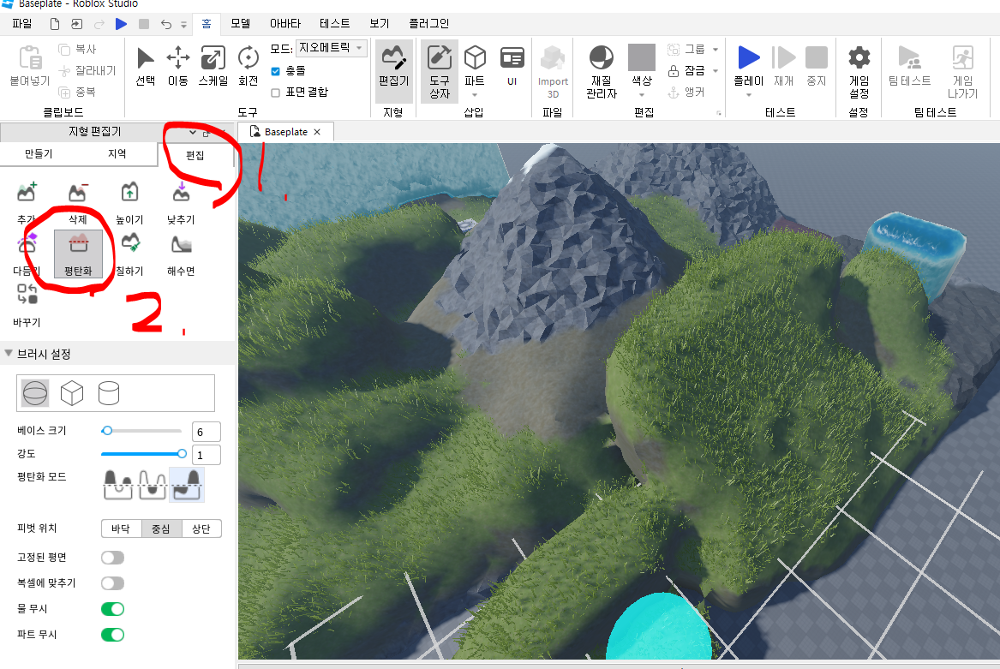 Baseplate - Roblox Studio
파일 홈 모델 아바타 테스트 보기 플러그인
붙여넣기 복사 잘라내기 중복
클립보드
선택 이동 스케일 회전
모드: 지오메트릭
충돌
표면 결합
도구
편집기
지형
도구 상자 파트 UI
삽입
Import 3D
파일
재질 관리자 색상 그룹 잠금 앵커
편집
플레이 재개 중지
테스트
게임 설정
설정
팀 테스트 게임 나가기
팀 테스트
지형 편집기
Baseplate
만들기 지역 편집
1.
추가 삭제 높이기 낮추기
다듬기 평탄화 칠하기 해수면
바꾸기
2.
브러시 설정
베이스 크기 6
강도 1
평탄화 모드
피벗 위치 바닥 중심 상단
고정된 평면
복셀에 맞추기
물 무시
파트 무시